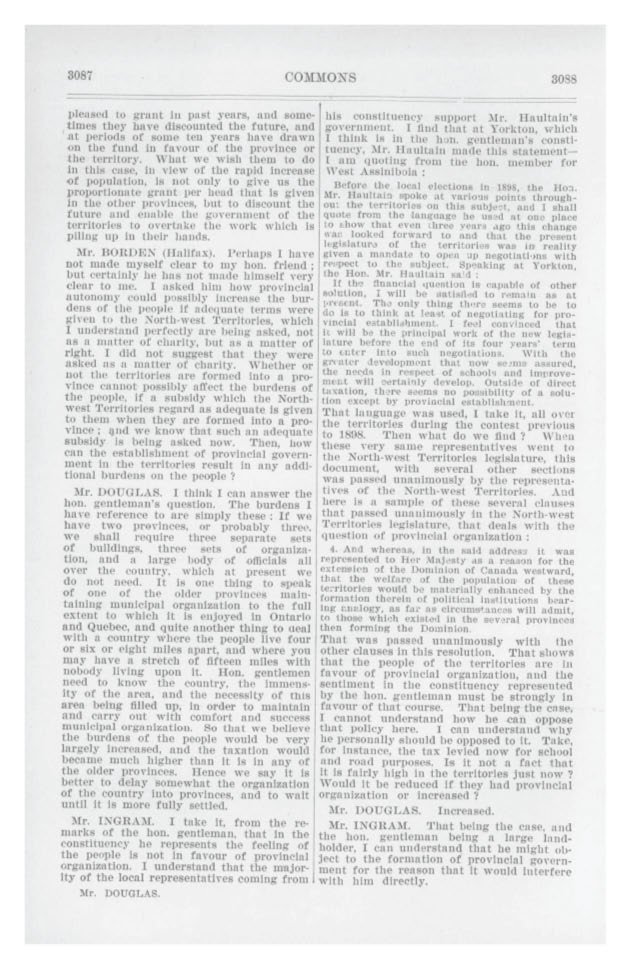 3087 COMMONS 3088
pleased to grant in past years, and some-
times they have discounted the future, and
at periods of some ten years have drawn
on the fund in favour of the province or
the territory. What we wish them to do
in this case, in view of the rapid increase
of population, is not only to give us the
proportionate grant per head that is given
in the other provinces, but to discount the
future and enable the government of the
territories to overtake the work which is
piling up in their hands.
Mr. BORDEN (Halifax). Perhaps I have
not made myself clear to my hon. friend ;
but certainly he has not made himself very
clear to me. I asked him how provincial
autonomy could possibly increase the bur-
dens of the people if adequate terms were
given to the North-west Territories, which
I understand perfectly are being asked, not
as a matter of charity, but as a matter of
right. I did not suggest that they were
asked as a matter of charity. Whether or
not the territories are formed into a pro-
vince cannot possibly affect the burdens of
the people, if a subsidy which the North-
west Territories regard as adequate is given
to them when they are formed into a pro-
vince ; and we know that such an adequate
subsidy is being asked now. Then, how
can the establishment of provincial govern-
ment in the territories result in any addi-
tional burdens on the people ?
Mr. DOUGLAS. I think I can answer the
hon. gentleman's question. The burdens I
have reference to are simply these : If we
have two provinces, or probably three,
we shall require three separate sets
of buildings, three sets of organiza-
tion, and a large body of officials all
over the country, which at present we
do not need. It is one thing to speak
of one of the older provinces main-
taining municipal organization to the full
extent to which it is enjoyed in Ontario
and Quebec, and quite another thing to deal
with a country where the people live four
or six or eight miles apart, and where you
may have a stretch of fifteen miles with
nobody living upon it. Hon. gentlemen
need to know the country, the immens-
ity of the area, and the necessity of this
area being filled up, in order to maintain
and carry out with comfort and success
municipal organization. So that we believe
the burdens of the people would be very
largely increased, and the taxation would
became much higher than it is in any of
the older provinces. Hence we say it is
better to delay somewhat the organization
of the country into provinces, and to wait
until it is more fully settled.
Mr. INGRAM. I take it, from the re-
marks of the hon. gentleman, that in the
constituency he represents the feeling of
the people is not in favour of provincial
organization. I understand that the major-
ity of the local representatives coming from
Mr. DOUGLAS.
his constituency support Mr. Haultain's
government. I find that at Yorkton, which
I think is in the hon. gentleman's consti-
tuency, Mr. Haultain made this statement—
I am quoting from the hon. member for
West Assiniboia :
Before the local elections in 1898, the Hon.
Mr. Haultain spoke at various points through-
out the territories on this subject, and I shall
quote from the language he used at one place
to show that even three years ago this change
was looked forward to and that the present
legislature of the territories was in reality
given a mandate to open up negotiations with
respect to the subject. Speaking at Yorkton,
the Hon. Mr. Haultain said :
If the financial question is capable of other
solution, I will be satisfied to remain as at
present. The only thing there seems to be to
do is to think at least of negotiating for pro-
vincial establishment. I feel convinced that
it will be the principal work of the new legis-
lature before the end of its four years' term
to enter into such negotiations. With the
greater development that now seems assured,
the needs in respect of schools and improve-
ment will certainly develop. Outside of direct
taxation, there seems no possibility of a solu-
tion except by provincial establishment.
That language was used, I take it, all over
the territories during the contest previous
to 1898. Then what do we find ? When
these very same representatives went to
the North-west Territories legislature, this
document, with several other sections
was passed unanimously by the representa-
tives of the North-west Territories. And
here is a sample of these several clauses
that passed unanimously in the North-west
Territories legislature, that deals with the
question of provincial organization :
4. And whereas, in the said address it was
represented to Her Majesty as a reason for the
extension of the Dominion of Canada westward,
that the welfare of the population of these
territories would be materially enhanced by the
formation therein of political institutions bear-
ing analogy, as far as circumstances will admit,
to those which existed in the several provinces
then forming the Dominion.
That was passed unanimously with the
other clauses in this resolution. That shows
that the people of the territories are in
favour of provincial organization, and the
sentiment in the constituency represented
by the hon. gentleman must be strongly in
favour of that course. That being the case,
I cannot understand how he can oppose
that policy here. I can understand why
he personally should be opposed to it. Take,
for instance, the tax levied now for school
and road purposes. Is it not a fact that
it is fairly high in the territories just now ?
Would it be reduced if they had provincial
organization or increased ?
Mr. DOUGLAS. Increased.
Mr. INGRAM. That being the case, and
the hon. gentleman being a large land-
holder, I can understand that he might ob-
ject to the formation of provincial govern-
ment for the reason that it would interfere
with him directly.